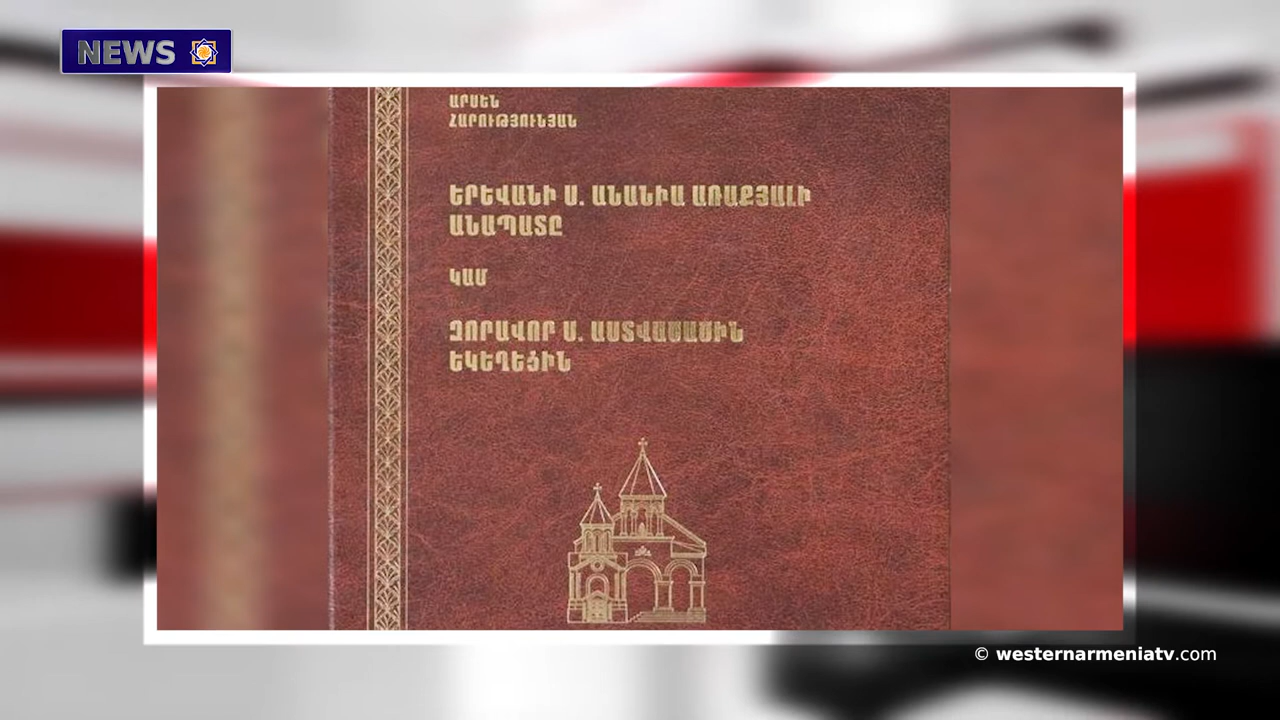 NEWS
ԱՐՍԵՆ
ՀԱՐՈՒԹՅՈՒՆՅԱՆ
ԵՐԵՎԱՆԻ Ս. ԱՆԱՆԻԱ ԱՌԱՔՅԱԼԻ
ԱՆԱՊԱՏԸ
ԿԱՄ
ԶՈՐԱՎՈՐ Ս. ԱՍՏՎԱԾԱԾԻՆ
ԵԿԵՂԵՑԻՆ
© westernarmeniatv.com